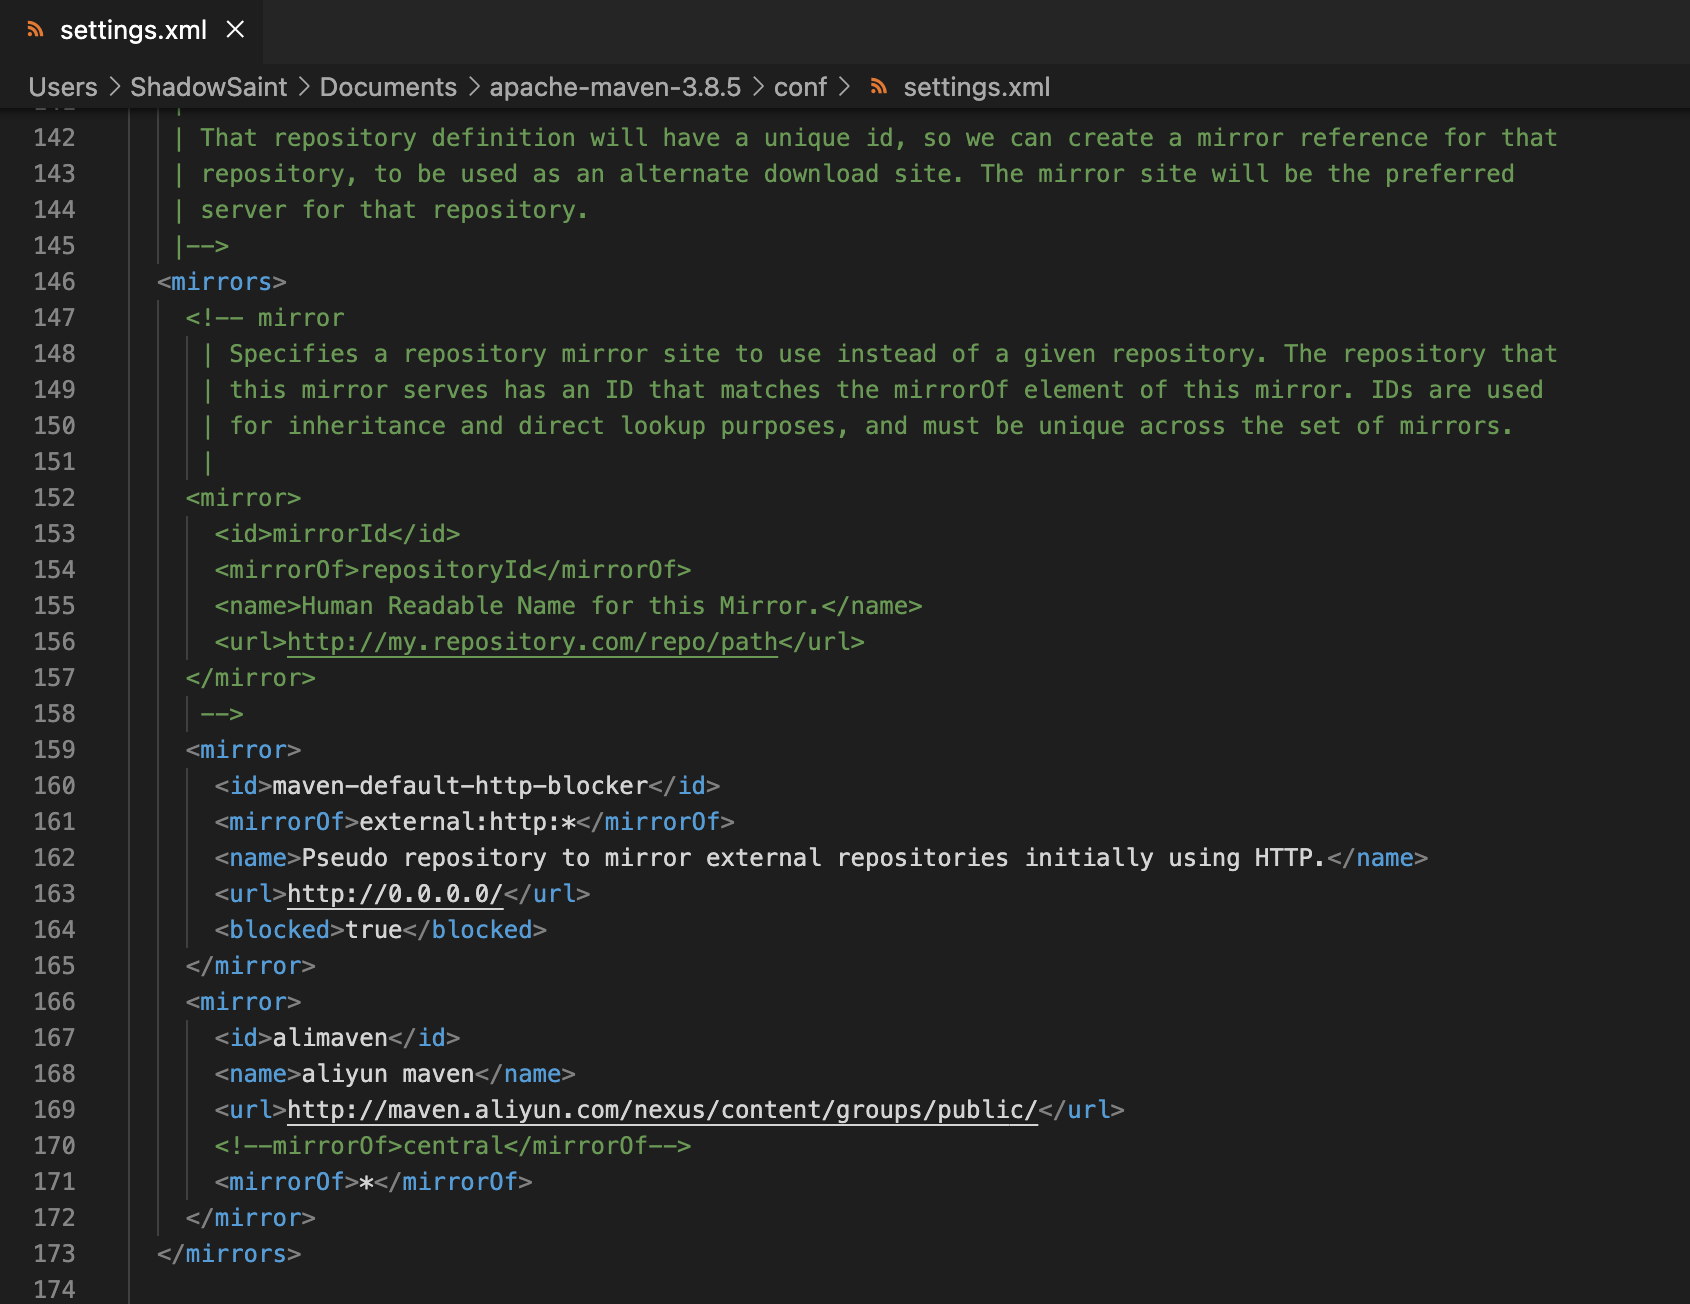 settings.xml
Users > ShadowSaint > Documents > apache-maven-3.8.5 > conf > settings.xml
142 | That repository definition will have a unique id, so we can create a mirror reference for that
143 | repository, to be used as an alternate download site. The mirror site will be the preferred
144 | server for that repository.
145 |-->
146 <mirrors>
147 <!-- mirror
148 | Specifies a repository mirror site to use instead of a given repository. The repository that
149 | this mirror serves has an ID that matches the mirrorOf element of this mirror. IDs are used
150 | for inheritance and direct lookup purposes, and must be unique across the set of mirrors.
151 |
152 <mirror>
153 <id>mirrorId</id>
154 <mirrorOf>repositoryId</mirrorOf>
155 <name>Human Readable Name for this Mirror.</name>
156 <url>http://my.repository.com/repo/path</url>
157 </mirror>
158 -->
159 <mirror>
160 <id>maven-default-http-blocker</id>
161 <mirrorOf>external:http:*</mirrorOf>
162 <name>Pseudo repository to mirror external repositories initially using HTTP.</name>
163 <url>http://0.0.0.0/</url>
164 <blocked>true</blocked>
165 </mirror>
166 <mirror>
167 <id>alimaven</id>
168 <name>aliyun maven</name>
169 <url>http://maven.aliyun.com/nexus/content/groups/public/</url>
170 <!--mirrorOf>central</mirrorOf-->
171 <mirrorOf>*</mirrorOf>
172 </mirror>
173 </mirrors>
174